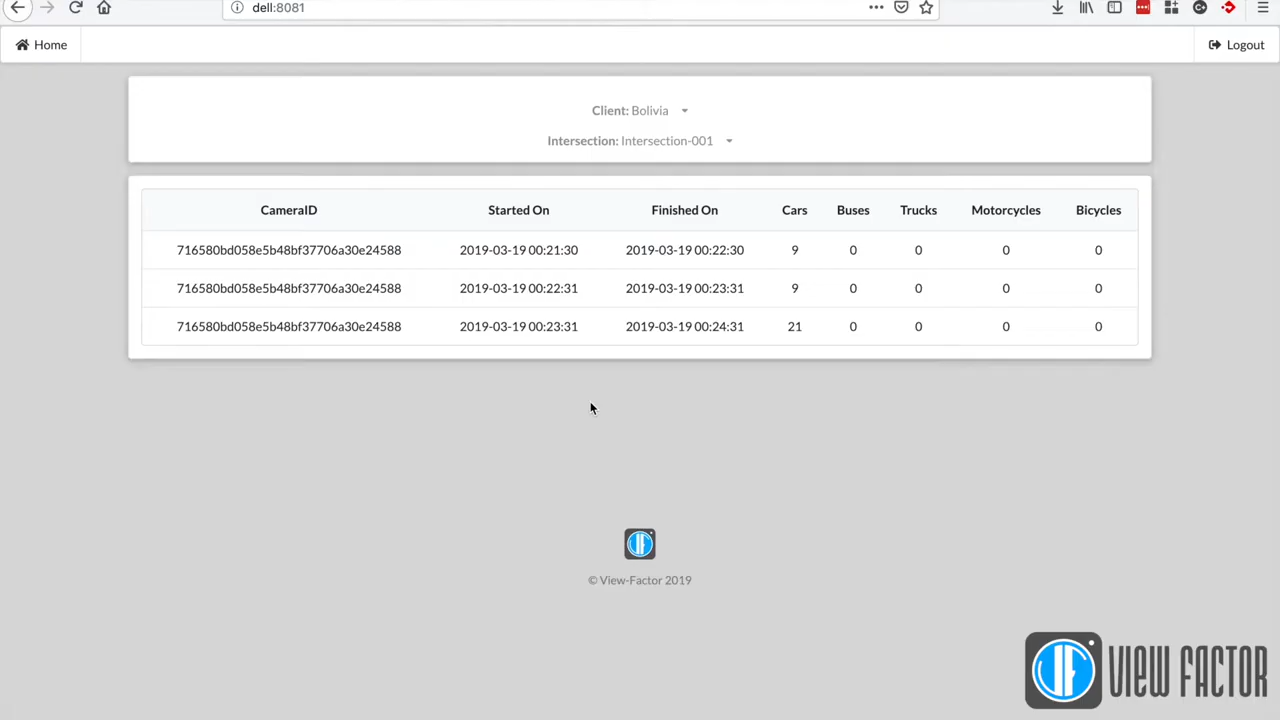 dell:8081
Home
Logout
Client: Bolivia
Intersection: Intersection-001
CameraID Started On Finished On Cars Buses Trucks Motorcycles Bicycles
716580bd058e5b48bf37706a30e24588 2019-03-19 00:21:30 2019-03-19 00:22:30 9 0 0 0 0
716580bd058e5b48bf37706a30e24588 2019-03-19 00:22:31 2019-03-19 00:23:31 9 0 0 0 0
716580bd058e5b48bf37706a30e24588 2019-03-19 00:23:31 2019-03-19 00:24:31 21 0 0 0 0
© View-Factor 2019
VIEW FACTOR